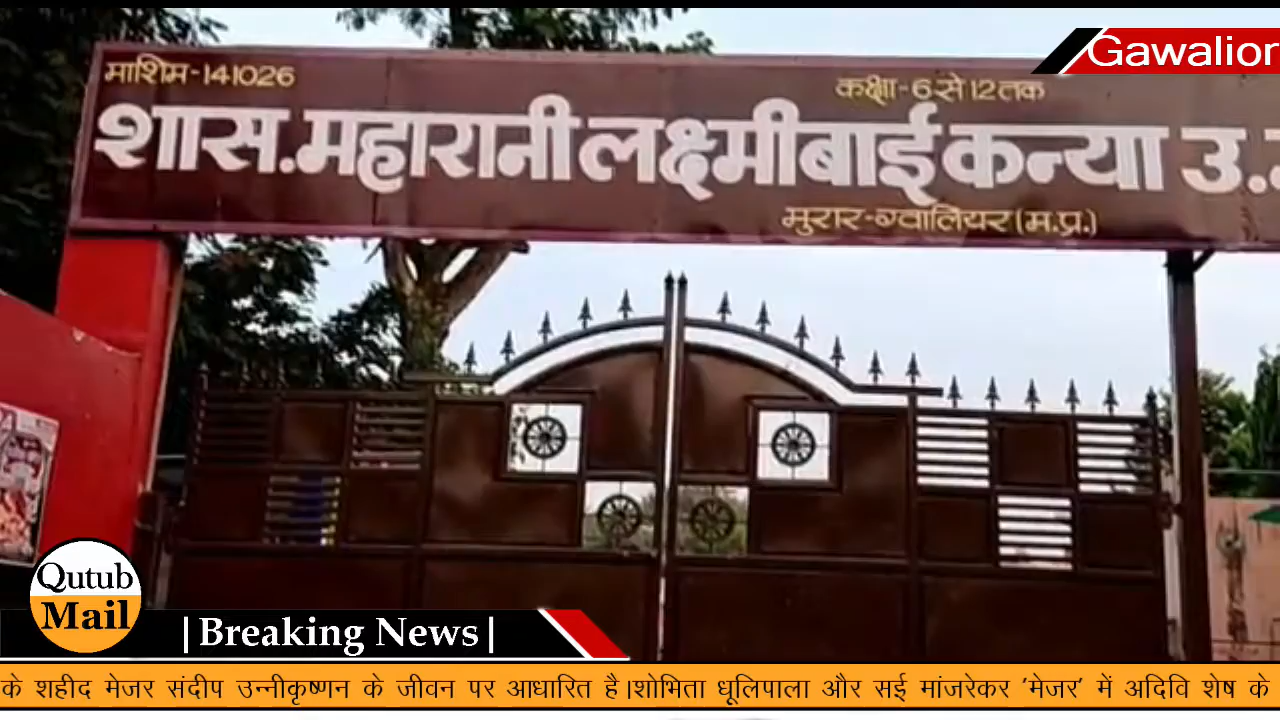 Gawalior
माशिम-141026
कक्षा-6 से 12 तक
शास.महारानी लक्ष्मीबाई कन्या उ.
मुरार-ग्वालियर (म.प्र.)
Qutub
Mail
|Breaking News|
के शहीद मेजर संदीप उन्नीकृष्णन के जीवन पर आधारित है।शोभिता धूलिपाला और सई मांजरेकर 'मेजर' में अदिवि शेष के